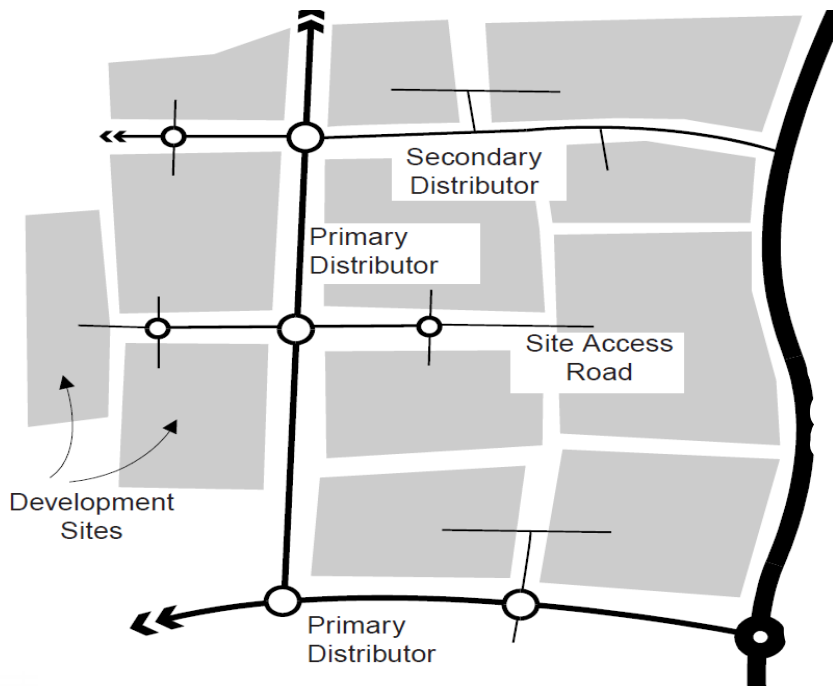 Secondary
Distributor
Primary
Distributor
Site Access
Road
Development
Sites
Primary
Distributor